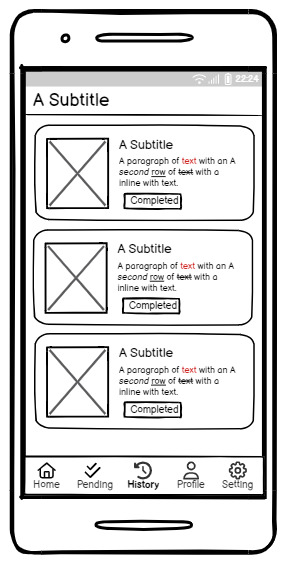 22:24
A Subtitle
A Subtitle
A paragraph of text with an A
second row of text with a
inline with text.
Completed
A Subtitle
A paragraph of text with an A
second row of text with a
inline with text.
Completed
A Subtitle
A paragraph of text with an A
second row of text with a
inline with text.
Completed
Home Pending History Profile Setting